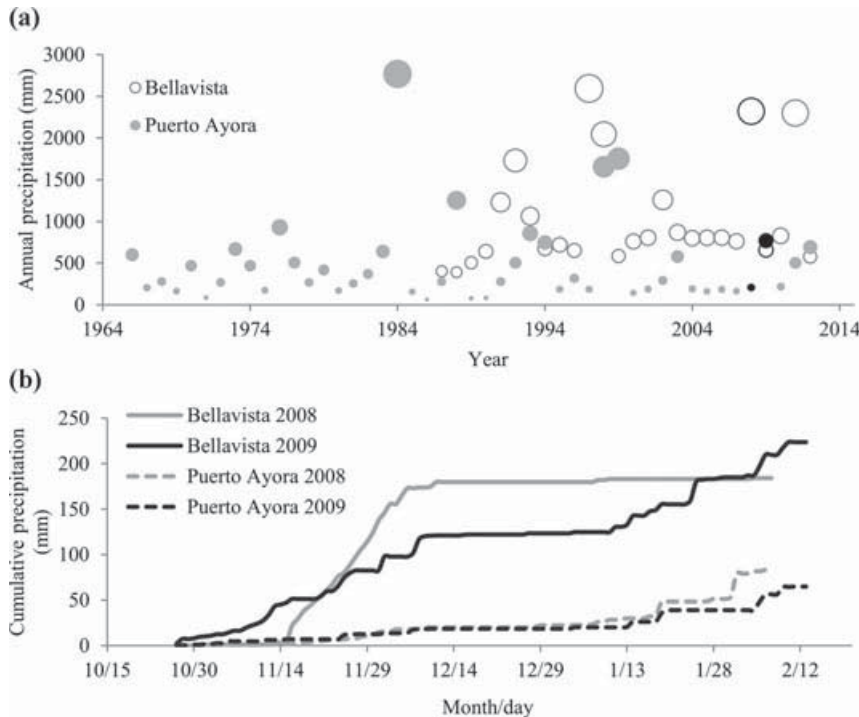 (a)
3000
2500
2000
1500
1000
500
0
Annual precipitation (mm)
Bellavista
Puerto Ayora
1964
1974
1984
1994
2004
2014
Year
(b)
250
200
150
100
50
0
Cumulative precipitation
(mm)
Bellavista 2008
Bellavista 2009
Puerto Ayora 2008
Puerto Ayora 2009
10/15
10/30
11/14
11/29
12/14
12/29
1/13
1/28
2/12
Month/day